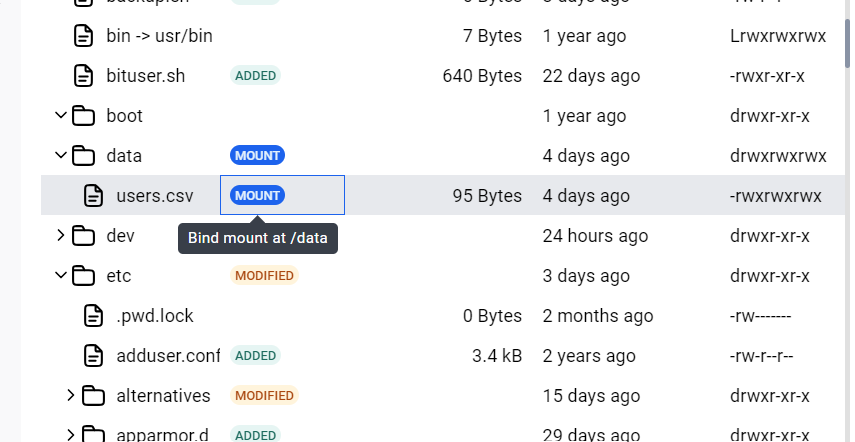 bin -> usr/bin 7 Bytes 1 year ago Lrwxrwxrwx
bituser.sh ADDED 640 Bytes 22 days ago -rwxr-xr-x
boot 1 year ago drwxr-xr-x
data MOUNT 4 days ago drwxrwxrwx
users.csv MOUNT 95 Bytes 4 days ago -rwxrwxrwx
Bind mount at /data
dev 24 hours ago drwxr-xr-x
etc MODIFIED 3 days ago drwxr-xr-x
.pwd.lock 0 Bytes 2 months ago -rw-------
adduser.conf ADDED 3.4 kB 2 years ago -rw-r--r--
alternatives MODIFIED 15 days ago drwxr-xr-x
apparmor.d ADDED 29 days ago drwxr-xr-x